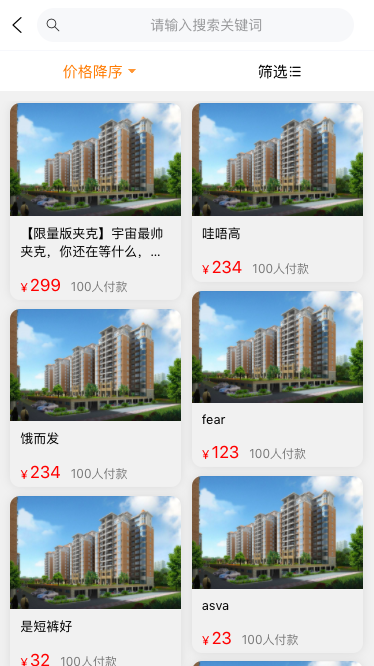 请输入搜索关键词
价格降序
筛选
【限量版夹克】宇宙最帅
夹克，你还在等什么，...
¥299 100人付款
哇唔高
¥234 100人付款
饿而发
¥234 100人付款
fear
¥123 100人付款
是短裤好
¥32 100人付款
asva
¥23 100人付款